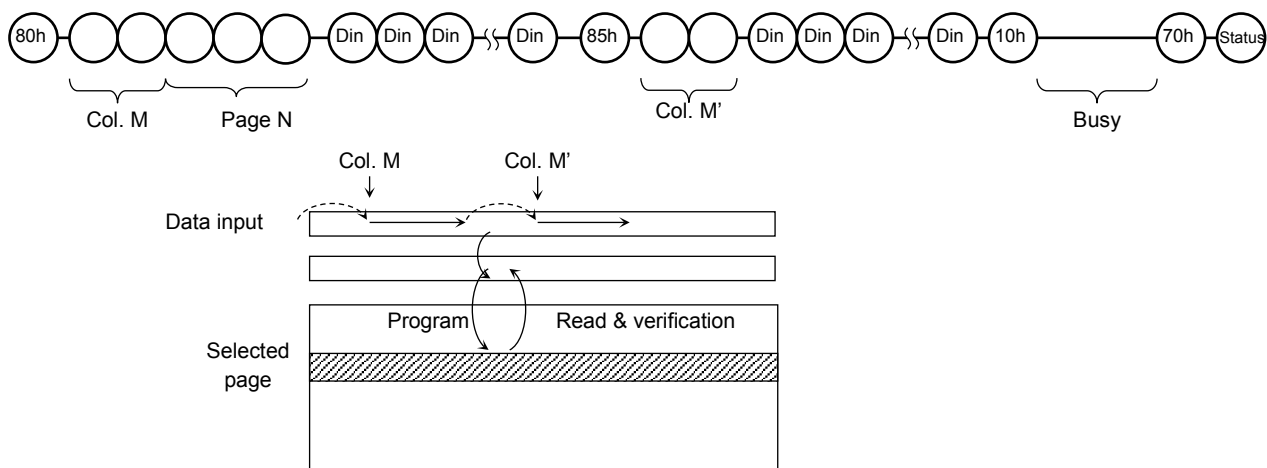 80h Din Din Din Din 85h Din Din Din Din 10h 70h Status
Col. M Page N Col. M’ Busy
Col. M Col. M’
Data input
Program Read & verification
Selected
page